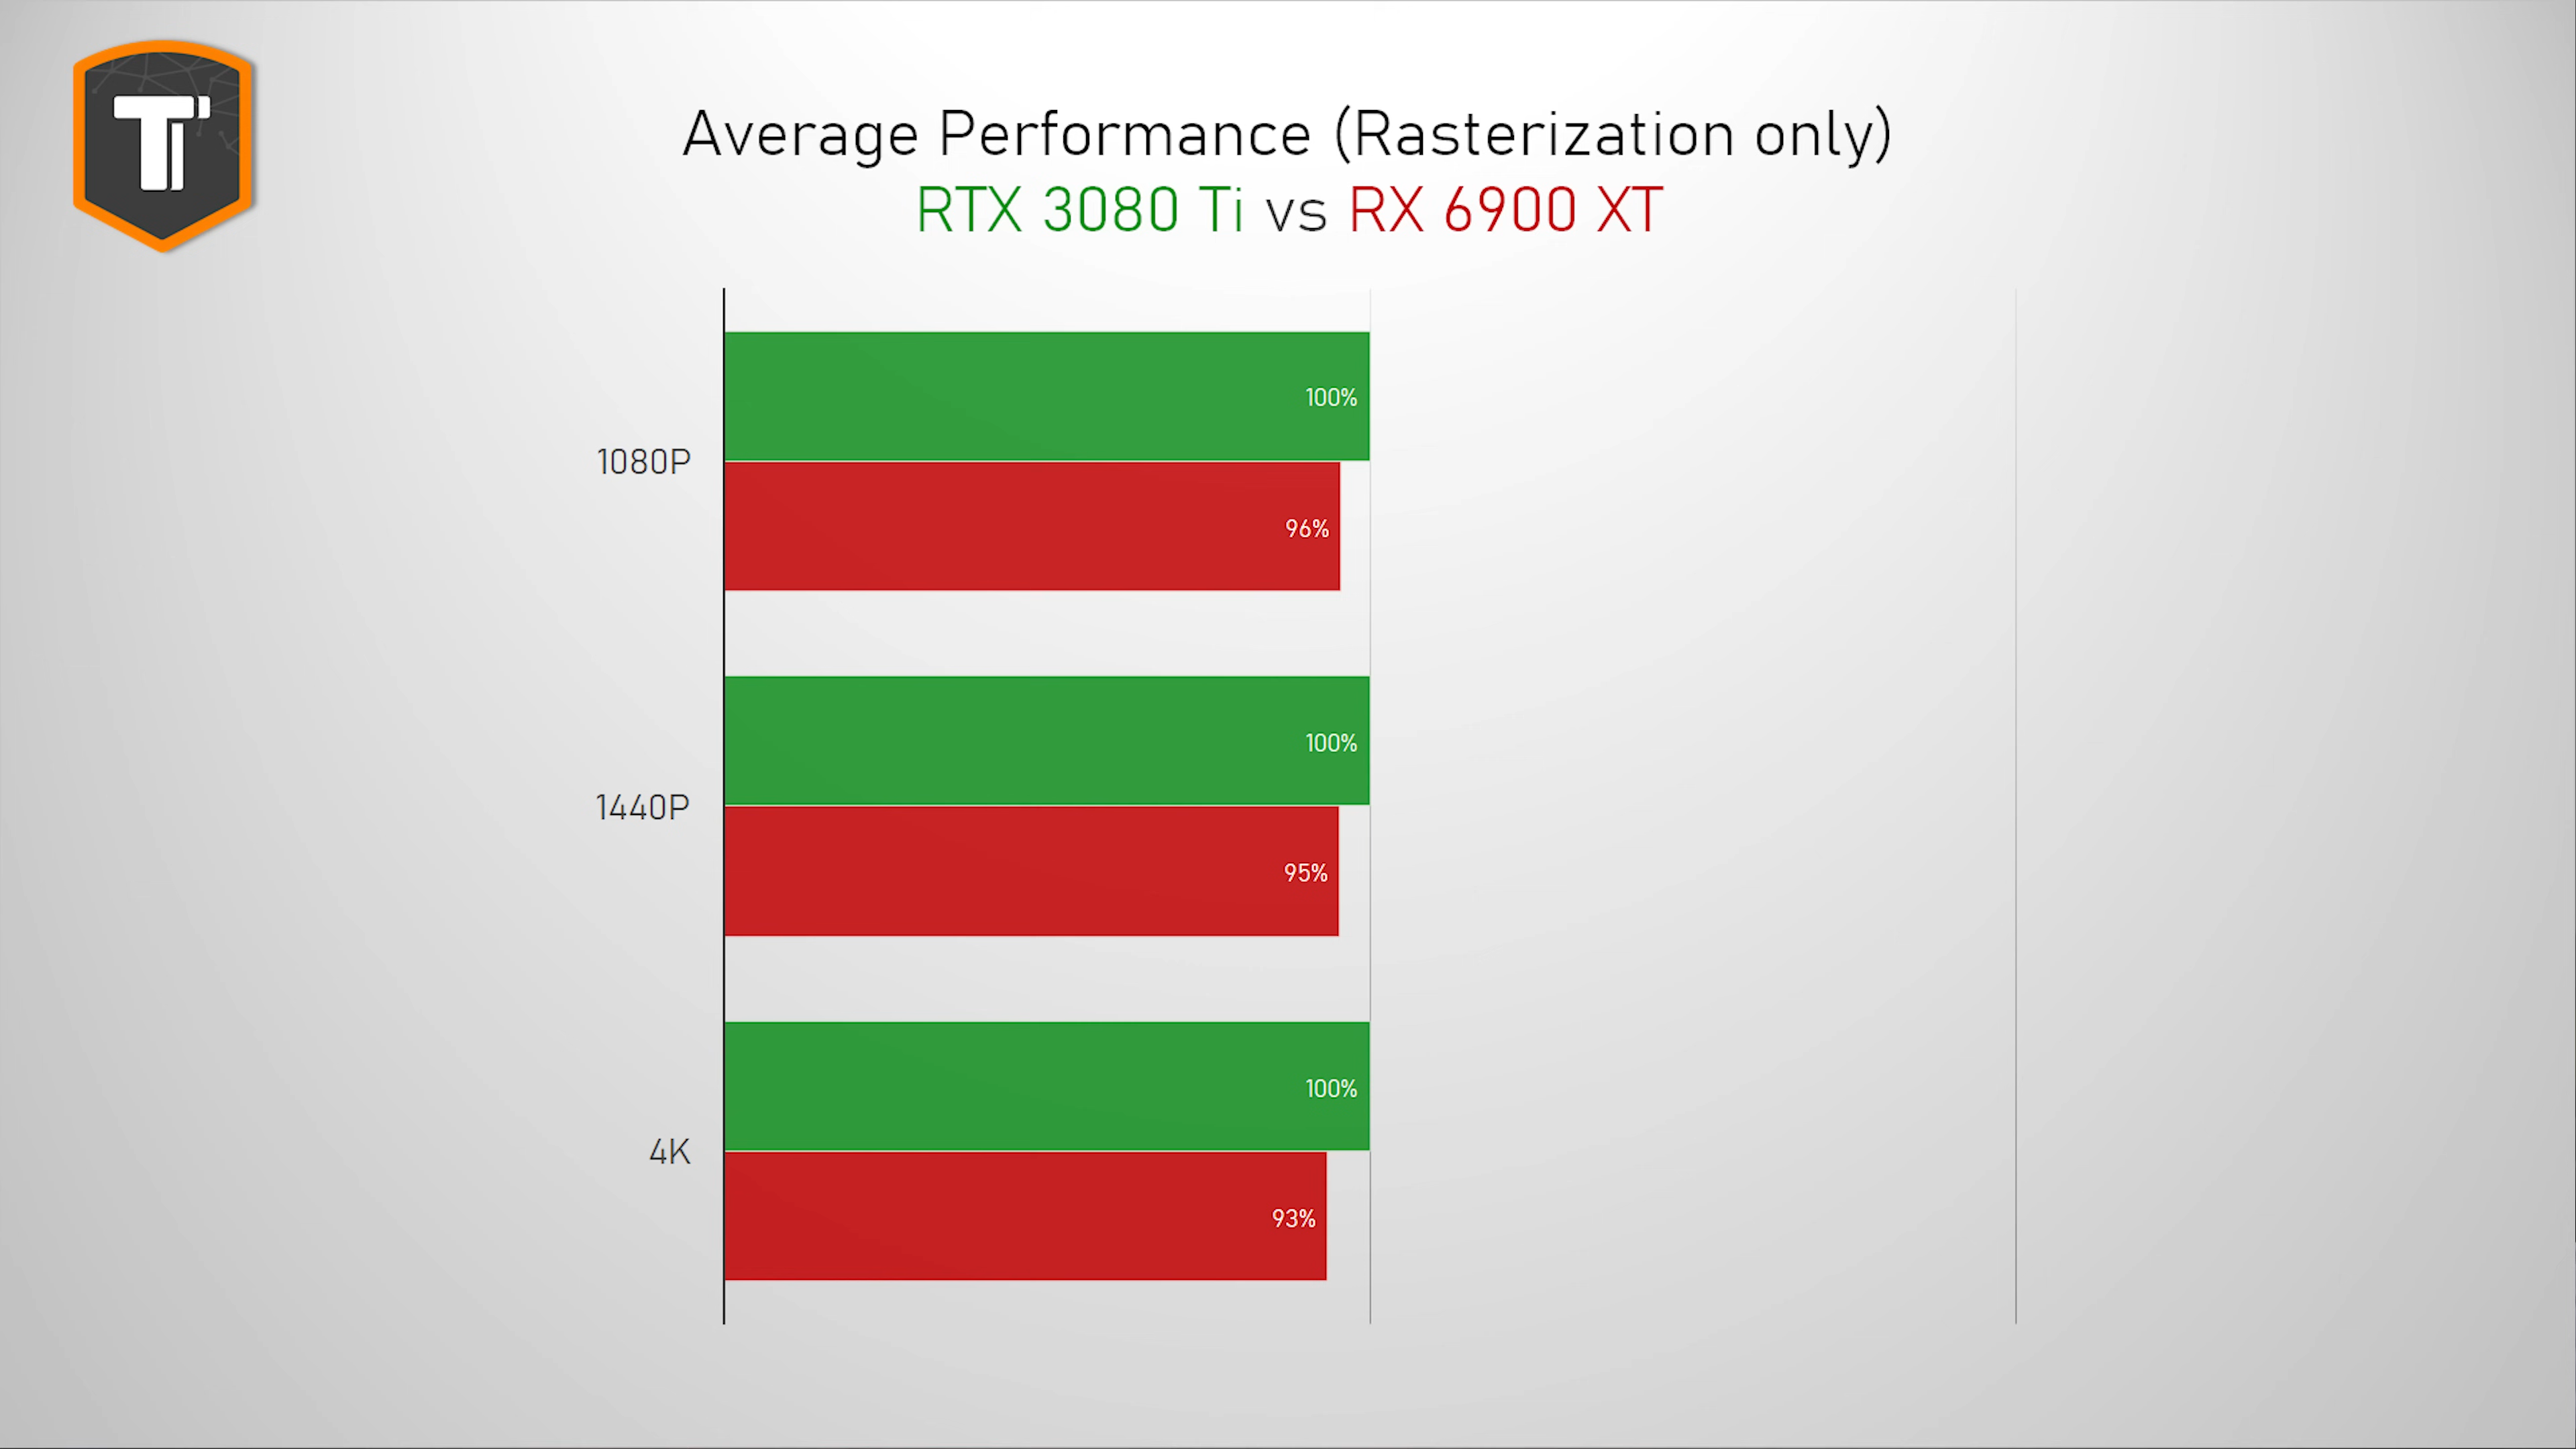 Ti
Average Performance (Rasterization only)
RTX 3080 Ti vs RX 6900 XT
1080P
100%
96%
1440P
100%
95%
4K
100%
93%